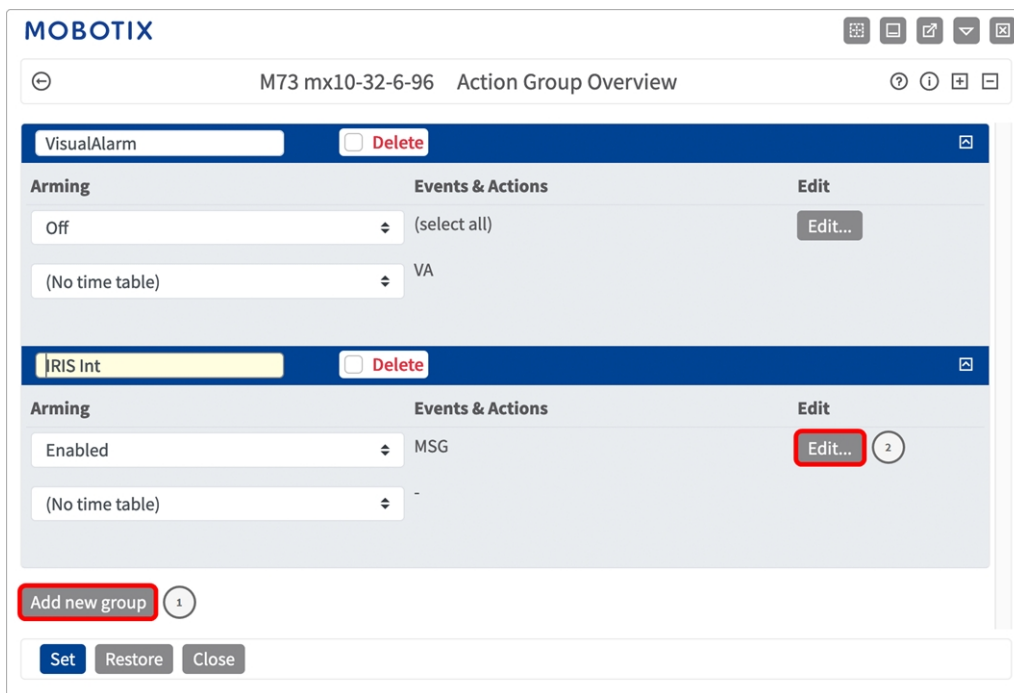 MOBOTIX
M73 mx10-32-6-96 Action Group Overview
VisualAlarm Delete
Arming Events & Actions Edit
Off (select all) Edit...
(No time table) VA
IRIS Int Delete
Arming Events & Actions Edit
Enabled MSG Edit... 2
(No time table) -
Add new group 1
Set Restore Close